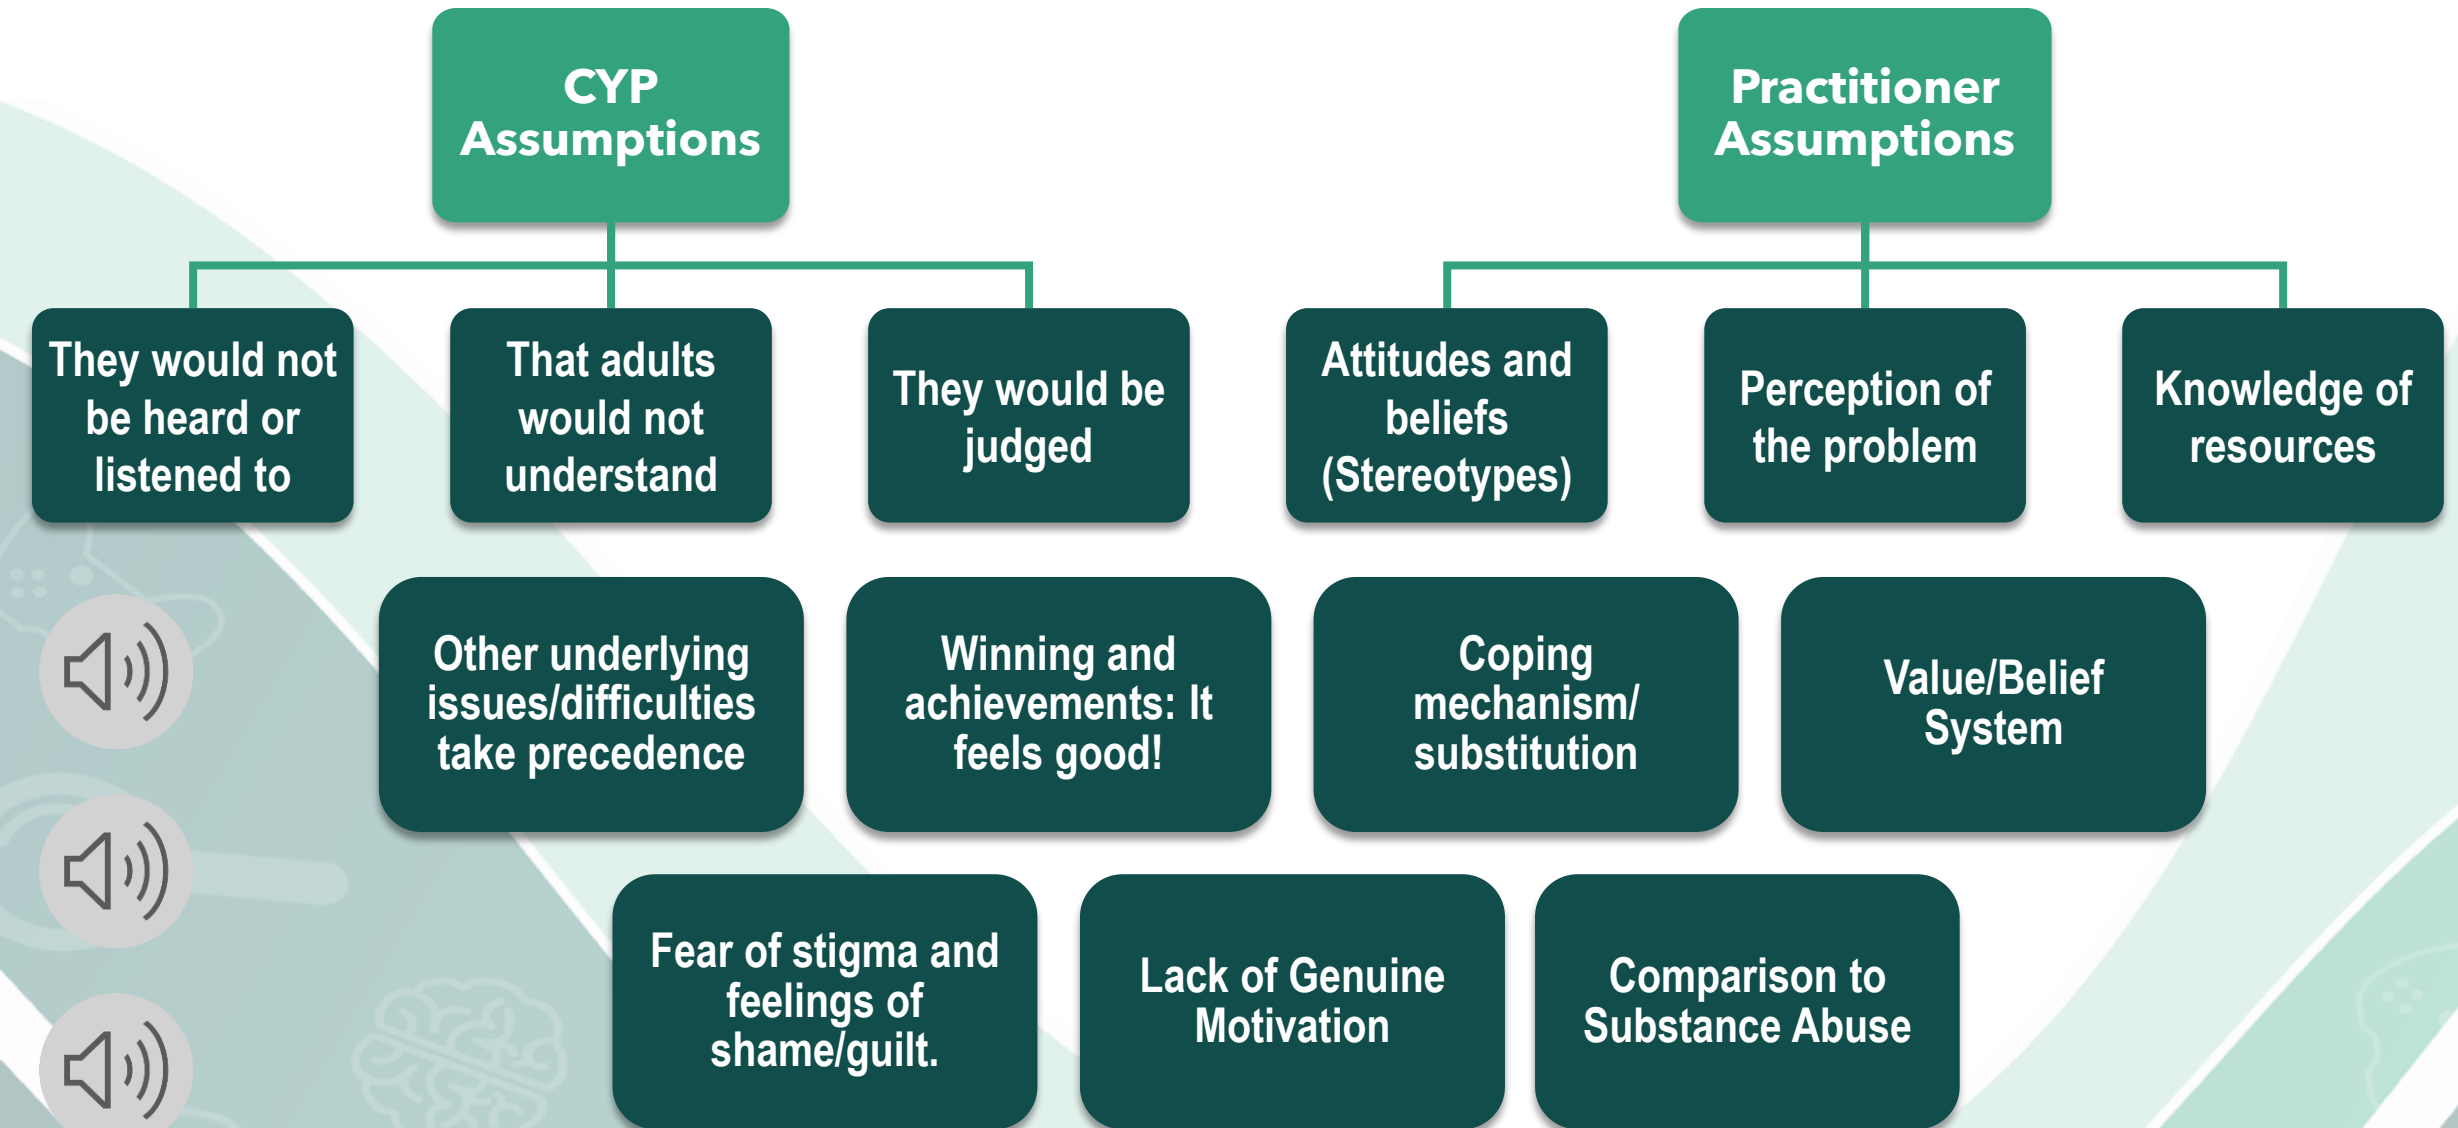 CYP
Assumptions
Practitioner
Assumptions
They would not
be heard or
listened to
That adults
would not
understand
They would be
judged
Attitudes and
beliefs
(Stereotypes)
Perception of
the problem
Knowledge of
resources
Other underlying
issues/difficulties
take precedence
Winning and
achievements: It
feels good!
Coping
mechanism/
substitution
Value/Belief
System
Fear of stigma and
feelings of
shame/guilt.
Lack of Genuine
Motivation
Comparison to
Substance Abuse